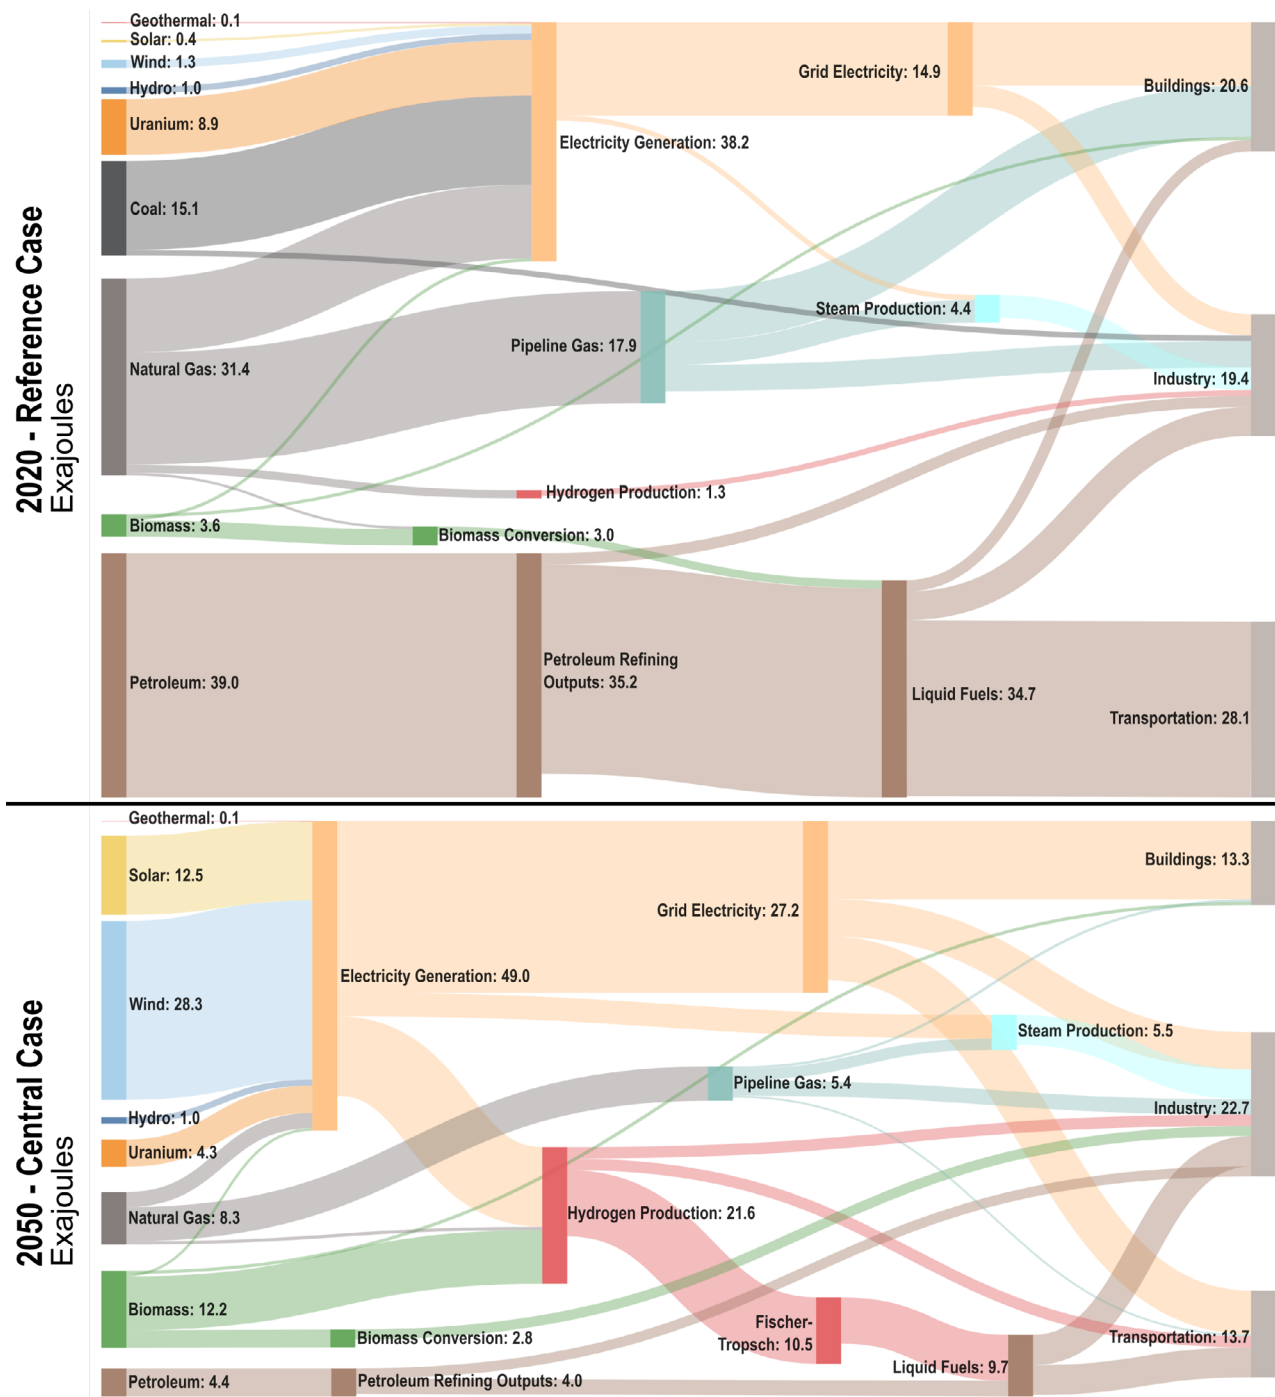 2020 - Reference Case
Exajoules
Geothermal: 0.1
Solar: 0.4
Wind: 1.3
Hydro: 1.0
Uranium: 8.9
Coal: 15.1
Natural Gas: 31.4
Biomass: 3.6
Petroleum: 39.0
Electricity Generation: 38.2
Pipeline Gas: 17.9
Hydrogen Production: 1.3
Biomass Conversion: 3.0
Petroleum Refining
Outputs: 35.2
Grid Electricity: 14.9
Steam Production: 4.4
Liquid Fuels: 34.7
Buildings: 20.6
Industry: 19.4
Transportation: 28.1
2050 - Central Case
Exajoules
Geothermal: 0.1
Solar: 12.5
Wind: 28.3
Hydro: 1.0
Uranium: 4.3
Natural Gas: 8.3
Biomass: 12.2
Petroleum: 4.4
Electricity Generation: 49.0
Biomass Conversion: 2.8
Petroleum Refining Outputs: 4.0
Hydrogen Production: 21.6
Pipeline Gas: 5.4
Grid Electricity: 27.2
Fischer-
Tropsch: 10.5
Steam Production: 5.5
Liquid Fuels: 9.7
Buildings: 13.3
Industry: 22.7
Transportation: 13.7